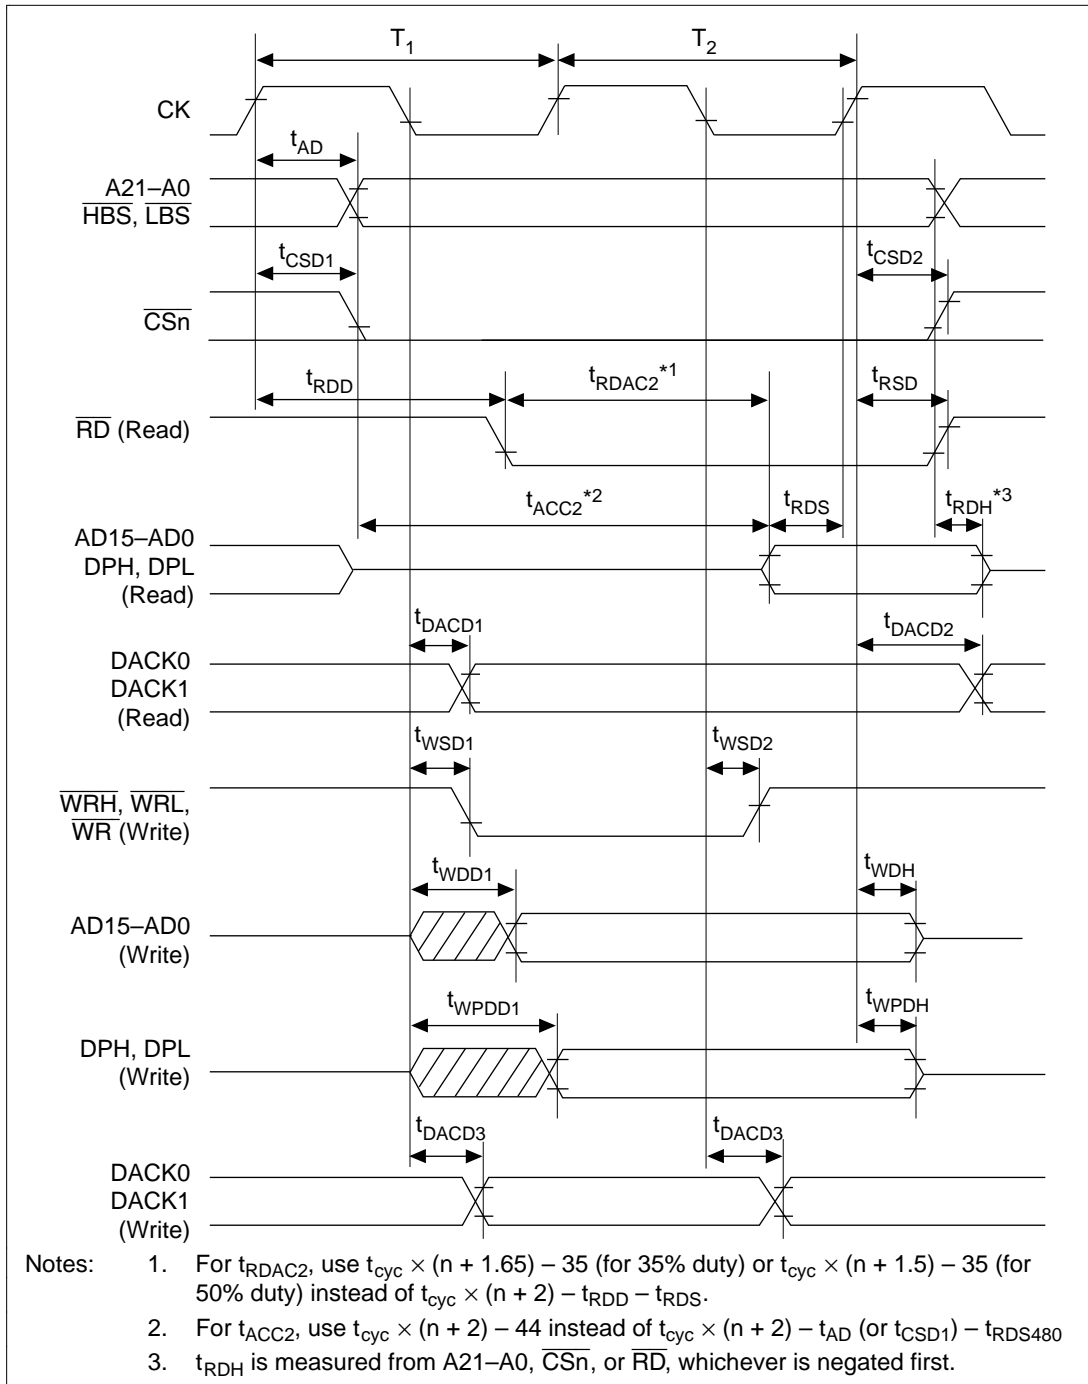 T1 T2
CK
tAD
A21–A0
HBS, LBS
tCSD1 tCSD2
CSn
tRDD tRDAC2*1 tRSD
RD (Read)
tACC2*2 tRDS tRDH*3
AD15–AD0
DPH, DPL
(Read)
tDACD1 tDACD2
DACK0
DACK1
(Read)
tWSD1 tWSD2
WRH, WRL,
WR (Write)
tWDD1 tWDH
AD15–AD0
(Write)
tWPDD1 tWPDH
DPH, DPL
(Write)
tDACD3 tDACD3
DACK0
DACK1
(Write)
Notes: 1. For tRDAC2, use tcyc × (n + 1.65) – 35 (for 35% duty) or tcyc × (n + 1.5) – 35 (for
50% duty) instead of tcyc × (n + 2) – tRDD – tRDS.
2. For tACC2, use tcyc × (n + 2) – 44 instead of tcyc × (n + 2) – tAD (or tCSD1) – tRDS480
3. tRDH is measured from A21–A0, CSn, or RD, whichever is negated first.